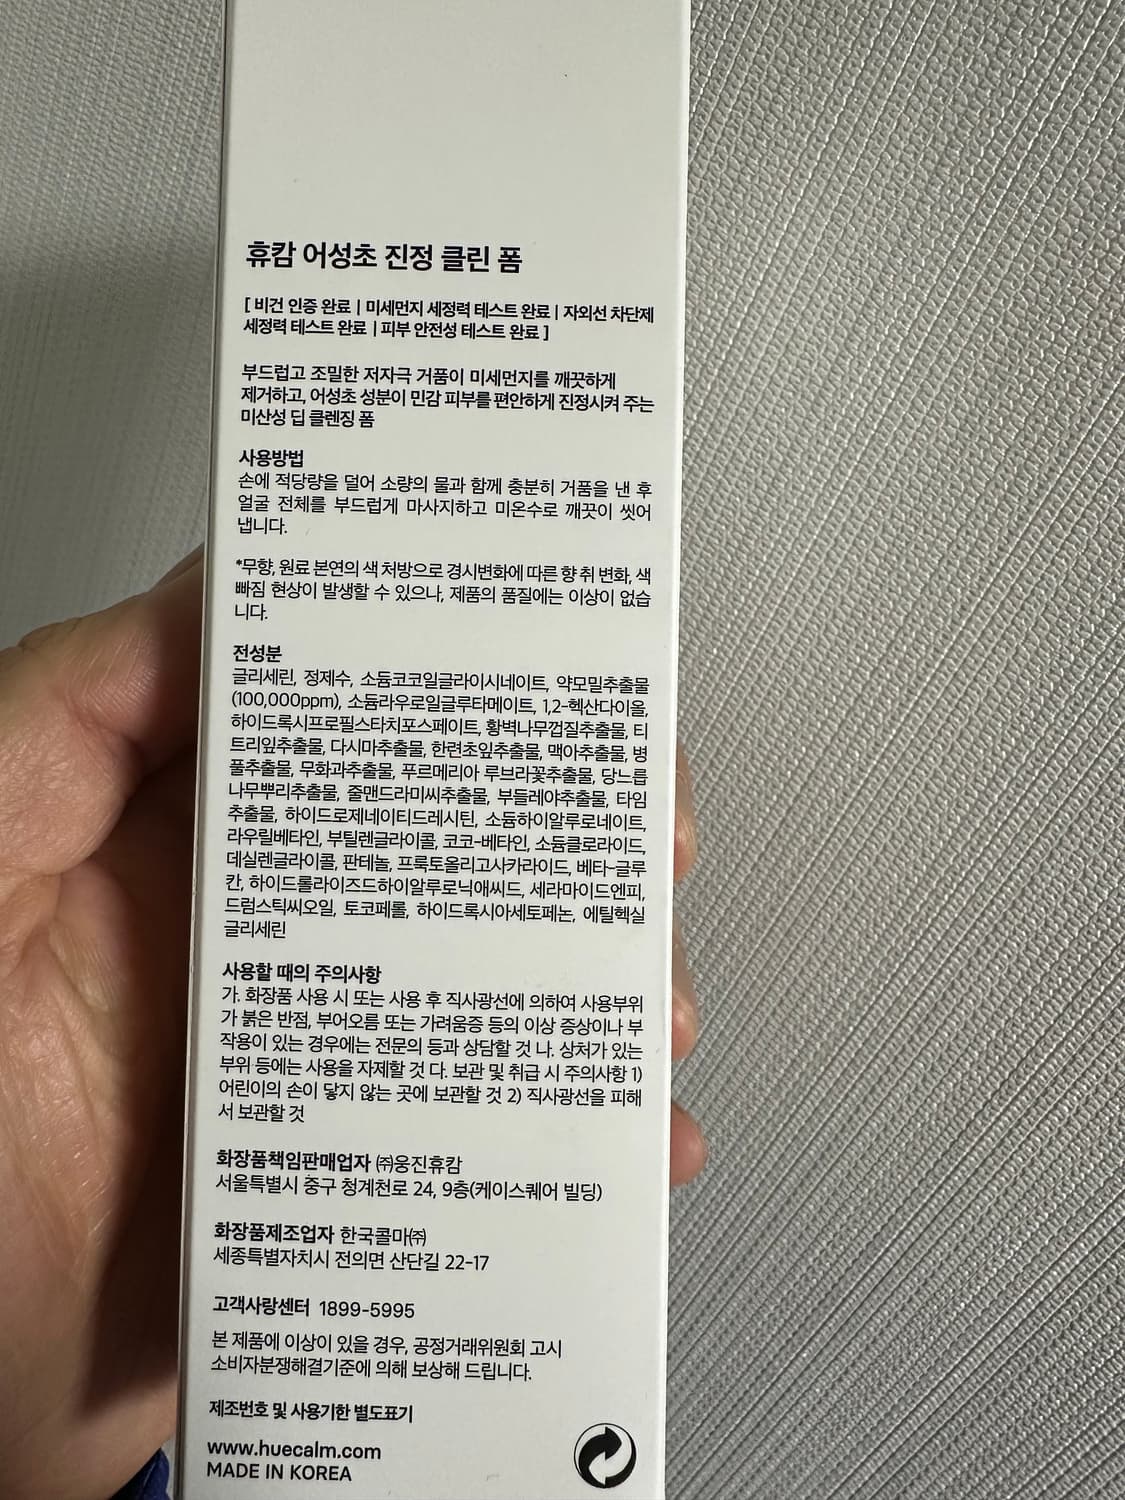 휴캄 어성초 진정 클린 폼
[ 비건 인증 완료 | 미세먼지 세정력 테스트 완료 | 자외선 차단제
세정력 테스트 완료 | 피부 안전성 테스트 완료 ]
부드럽고 조밀한 저자극 거품이 미세먼지를 깨끗하게
제거하고, 어성초 성분이 민감 피부를 편안하게 진정시켜 주는
미산성 딥 클렌징 폼
사용방법
손에 적당량을 덜어 소량의 물과 함께 충분히 거품을 낸 후
얼굴 전체를 부드럽게 마사지하고 미온수로 깨끗이 씻어
냅니다.
*무향, 원료 본연의 색 처방으로 경시변화에 따른 향 취 변화, 색
빠짐 현상이 발생할 수 있으나, 제품의 품질에는 이상이 없습
니다.
전성분
글리세린, 정제수, 소듐코코일글라이시네이트, 약모밀추출물
(100,000ppm), 소듐라우로일글루타메이트, 1,2-헥산다이올,
하이드록시프로필스타치포스페이트, 황벽나무껍질추출물, 티
트리잎추출물, 다시마추출물, 한련초잎추출물, 맥아추출물, 병
풀추출물, 무화과추출물, 푸르메리아 루브라꽃추출물, 당느릅
나무뿌리추출물, 줄맨드라미씨추출물, 부들레야추출물, 타임
추출물, 하이드로제네이티드레시틴, 소듐하이알루로네이트,
라우릴베타인, 부틸렌글라이콜, 코코-베타인, 소듐클로라이드,
데실렌글라이콜, 판테놀, 프룩토올리고사카라이드, 베타-글루
칸, 하이드롤라이즈드하이알루로닉애씨드, 세라마이드엔피,
드럼스틱씨오일, 토코페롤, 하이드록시아세토페논, 에틸헥실
글리세린
사용할 때의 주의사항
가. 화장품 사용 시 또는 사용 후 직사광선에 의하여 사용부위
가 붉은 반점, 부어오름 또는 가려움증 등의 이상 증상이나 부
작용이 있는 경우에는 전문의 등과 상담할 것 나. 상처가 있는
부위 등에는 사용을 자제할 것 다. 보관 및 취급 시 주의사항 1)
어린이의 손이 닿지 않는 곳에 보관할 것 2) 직사광선을 피해
서 보관할 것
화장품책임판매업자 ㈜웅진휴캄
서울특별시 중구 청계천로 24, 9층(케이스퀘어 빌딩)
화장품제조업자 한국콜마㈜
세종특별자치시 전의면 산단길 22-17
고객사랑센터 1899-5995
본 제품에 이상이 있을 경우, 공정거래위원회 고시
소비자분쟁해결기준에 의해 보상해 드립니다.
제조번호 및 사용기한 별도표기
www.huecalm.com
MADE IN KOREA